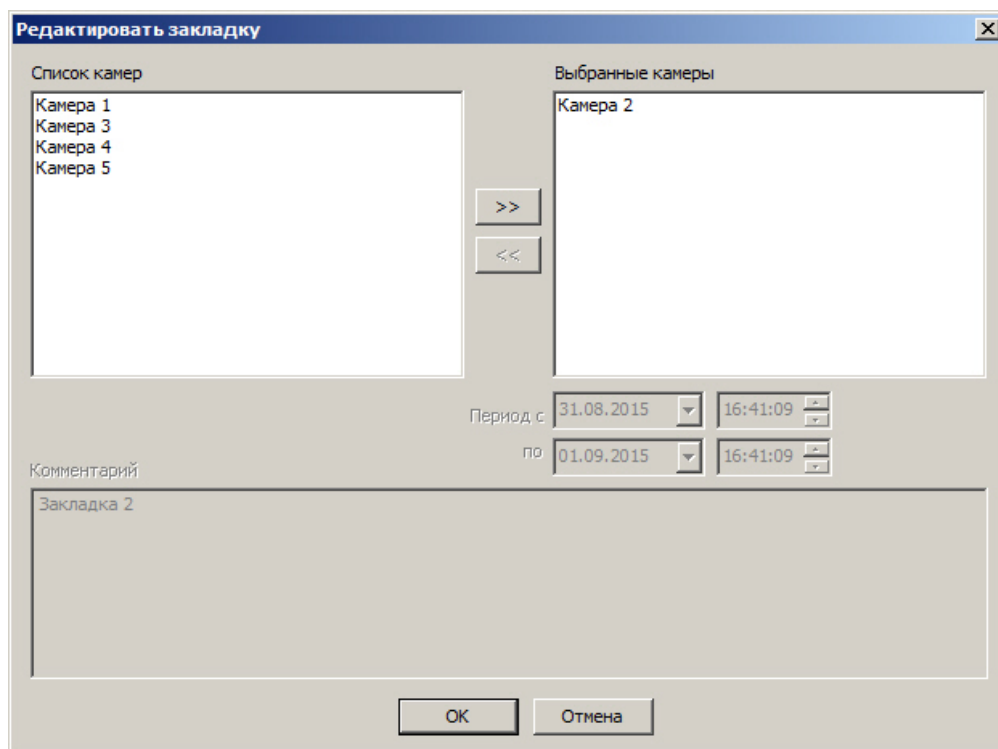 Редактировать закладку
Список камер
Выбранные камеры
Камера 1
Камера 3
Камера 4
Камера 5
Камера 2
>>
<<
Период с 31.08.2015 16:41:09
по 01.09.2015 16:41:09
Комментарий
Закладка 2
ОК Отмена